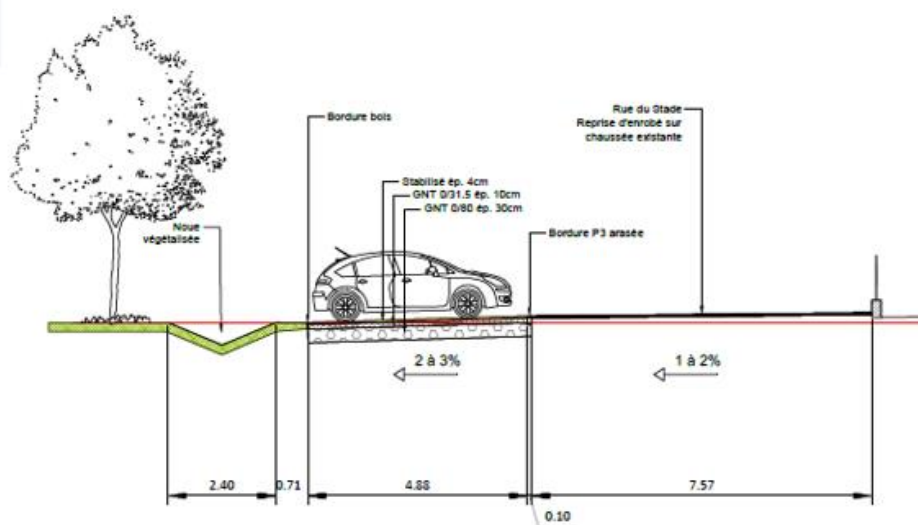 Bordure bois
Rue du Stade
Reprise d'enrobé sur
chaussée existante
Stabilisé ép. 4cm
GNT 0/31.5 ép. 10cm
GNT 0/80 ép. 30cm
Noue
végétalisée
Bordure P3 arasée
2 à 3%
1 à 2%
2.40
0.71
4.88
7.57
0.10